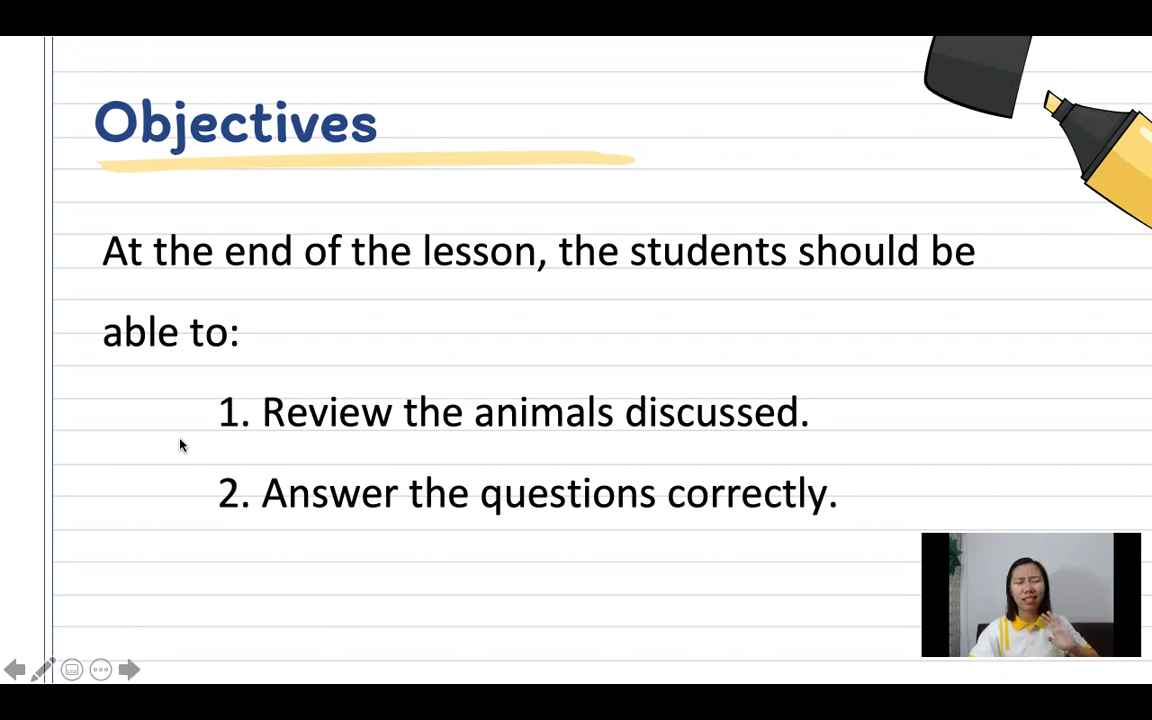 Objectives
At the end of the lesson, the students should be
able to:
1. Review the animals discussed.
2. Answer the questions correctly.